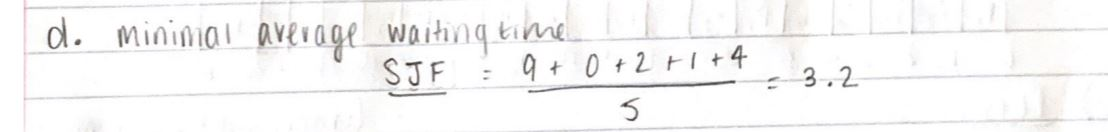 d. minimal average waiting time
SJF = 9 + 0 + 2 + 1 + 4 = 3.2
5